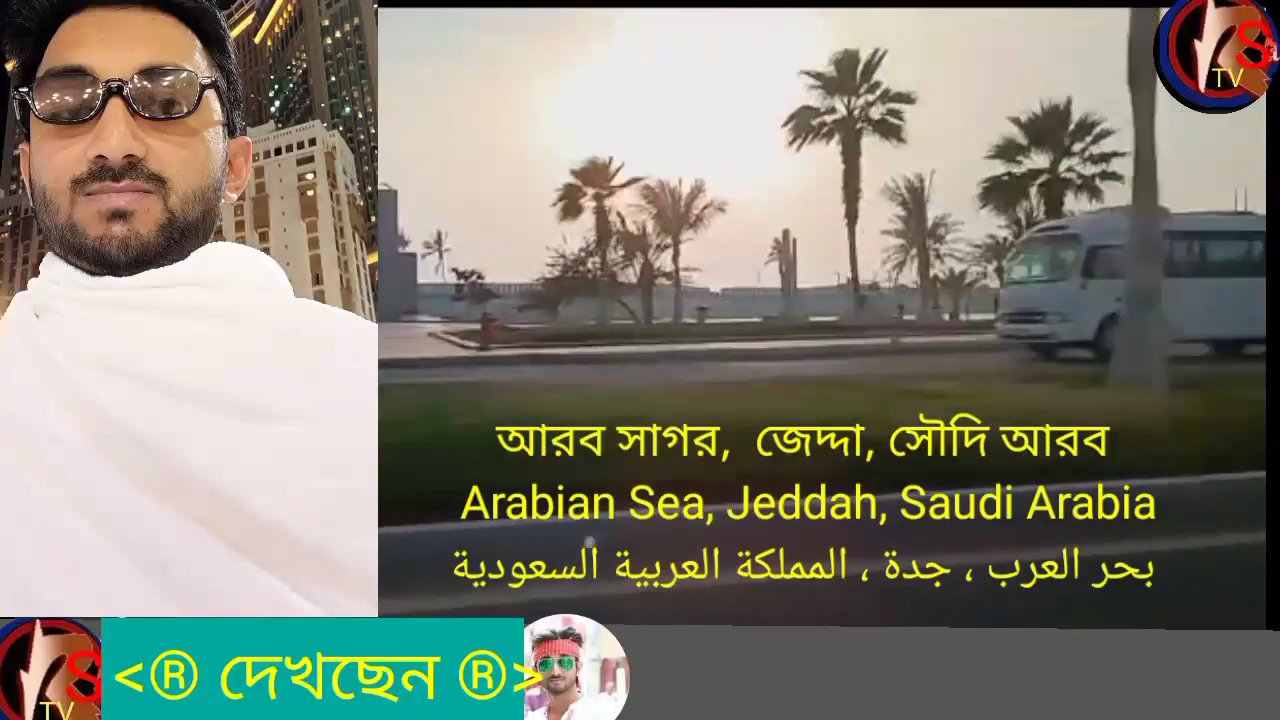 S
TV
আরব সাগর, জেদ্দা, সৌদি আরব
Arabian Sea, Jeddah, Saudi Arabia
بحر العرب ، جدة ، المملكة العربية السعودية
S
TV
<® দেখছেন ®>